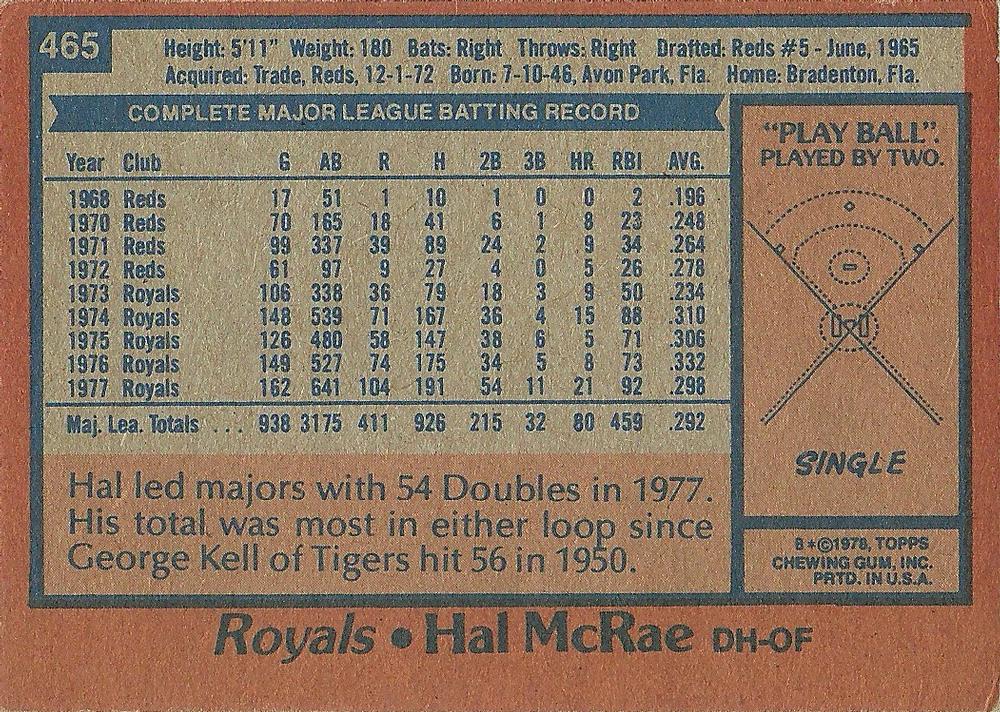 465
Height: 5'11" Weight: 180 Bats: Right Throws: Right Drafted: Reds #5 - June, 1965
Acquired: Trade, Reds, 12-1-72 Born: 7-10-46, Avon Park, Fla. Home: Bradenton, Fla.
COMPLETE MAJOR LEAGUE BATTING RECORD
Year Club G AB R H 2B 3B HR RBI AVG.
1968 Reds 17 51 1 10 1 0 0 2 .196
1970 Reds 70 165 18 41 6 1 8 23 .248
1971 Reds 99 337 39 89 24 2 9 34 .264
1972 Reds 61 97 9 27 4 0 5 26 .278
1973 Royals 106 338 36 79 18 3 9 50 .234
1974 Royals 148 539 71 167 36 4 15 88 .310
1975 Royals 126 480 58 147 38 6 5 71 .306
1976 Royals 149 527 74 175 34 5 8 73 .332
1977 Royals 162 641 104 191 54 11 21 92 .298
Maj. Lea. Totals ... 938 3175 411 926 215 32 80 459 .292
Hal led majors with 54 Doubles in 1977.
His total was most in either loop since
George Kell of Tigers hit 56 in 1950.
"PLAY BALL".
PLAYED BY TWO.
SINGLE
B*©1978, TOPPS
CHEWING GUM, INC.
PRTD. IN U.S.A.
Royals • Hal McRae DH-OF